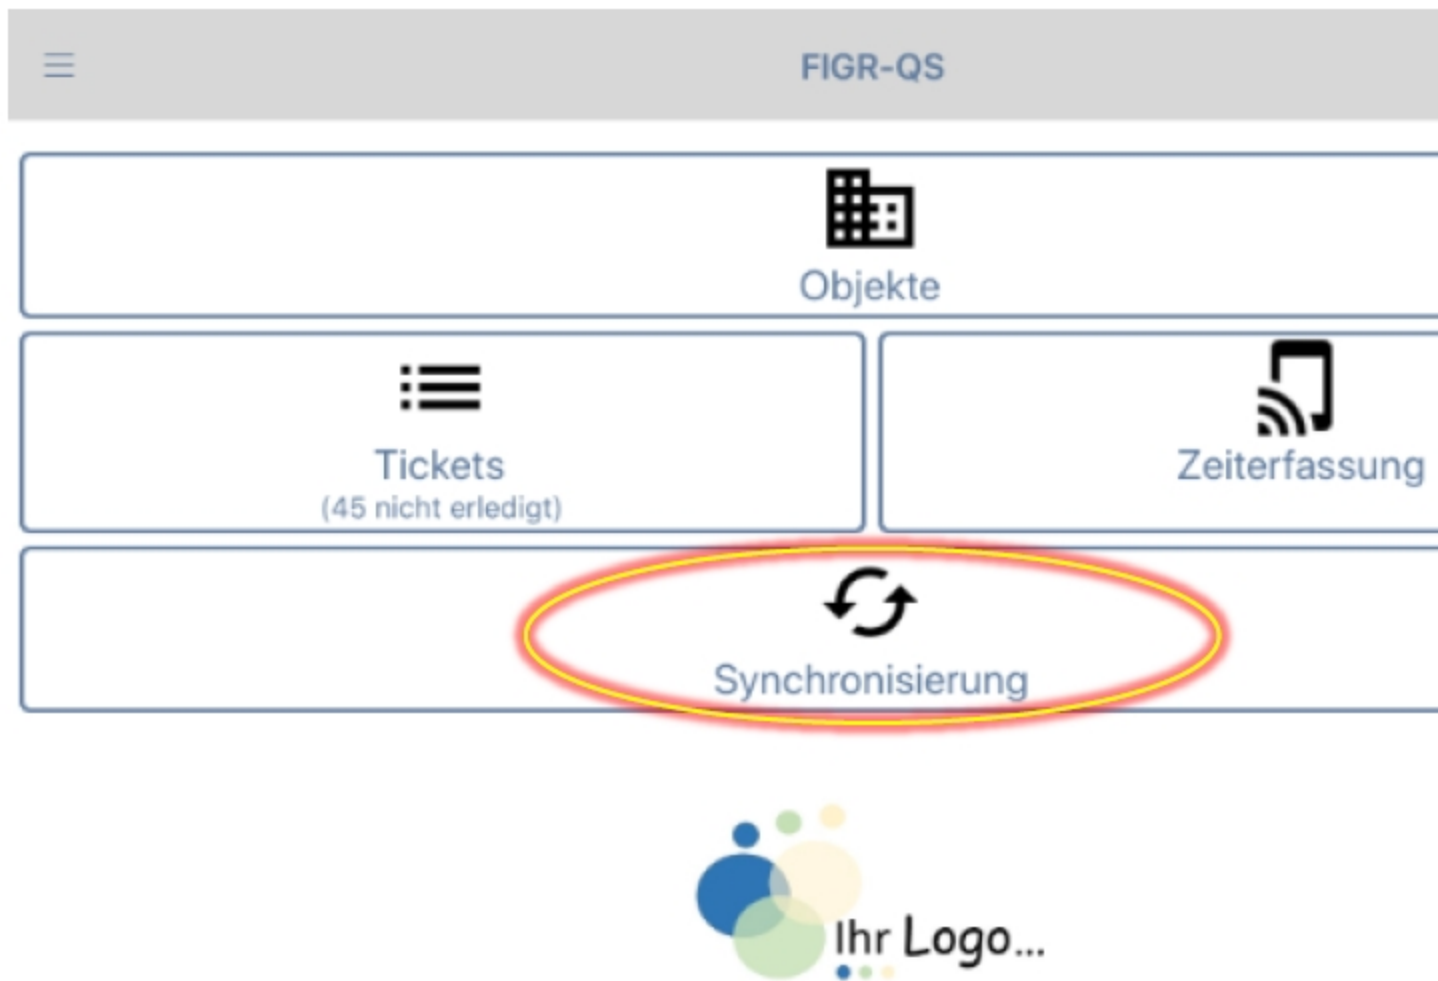 FIGR-QS
Objekte
Tickets
(45 nicht erledigt)
Zeiterfassung
Synchronisierung
Ihr Logo...